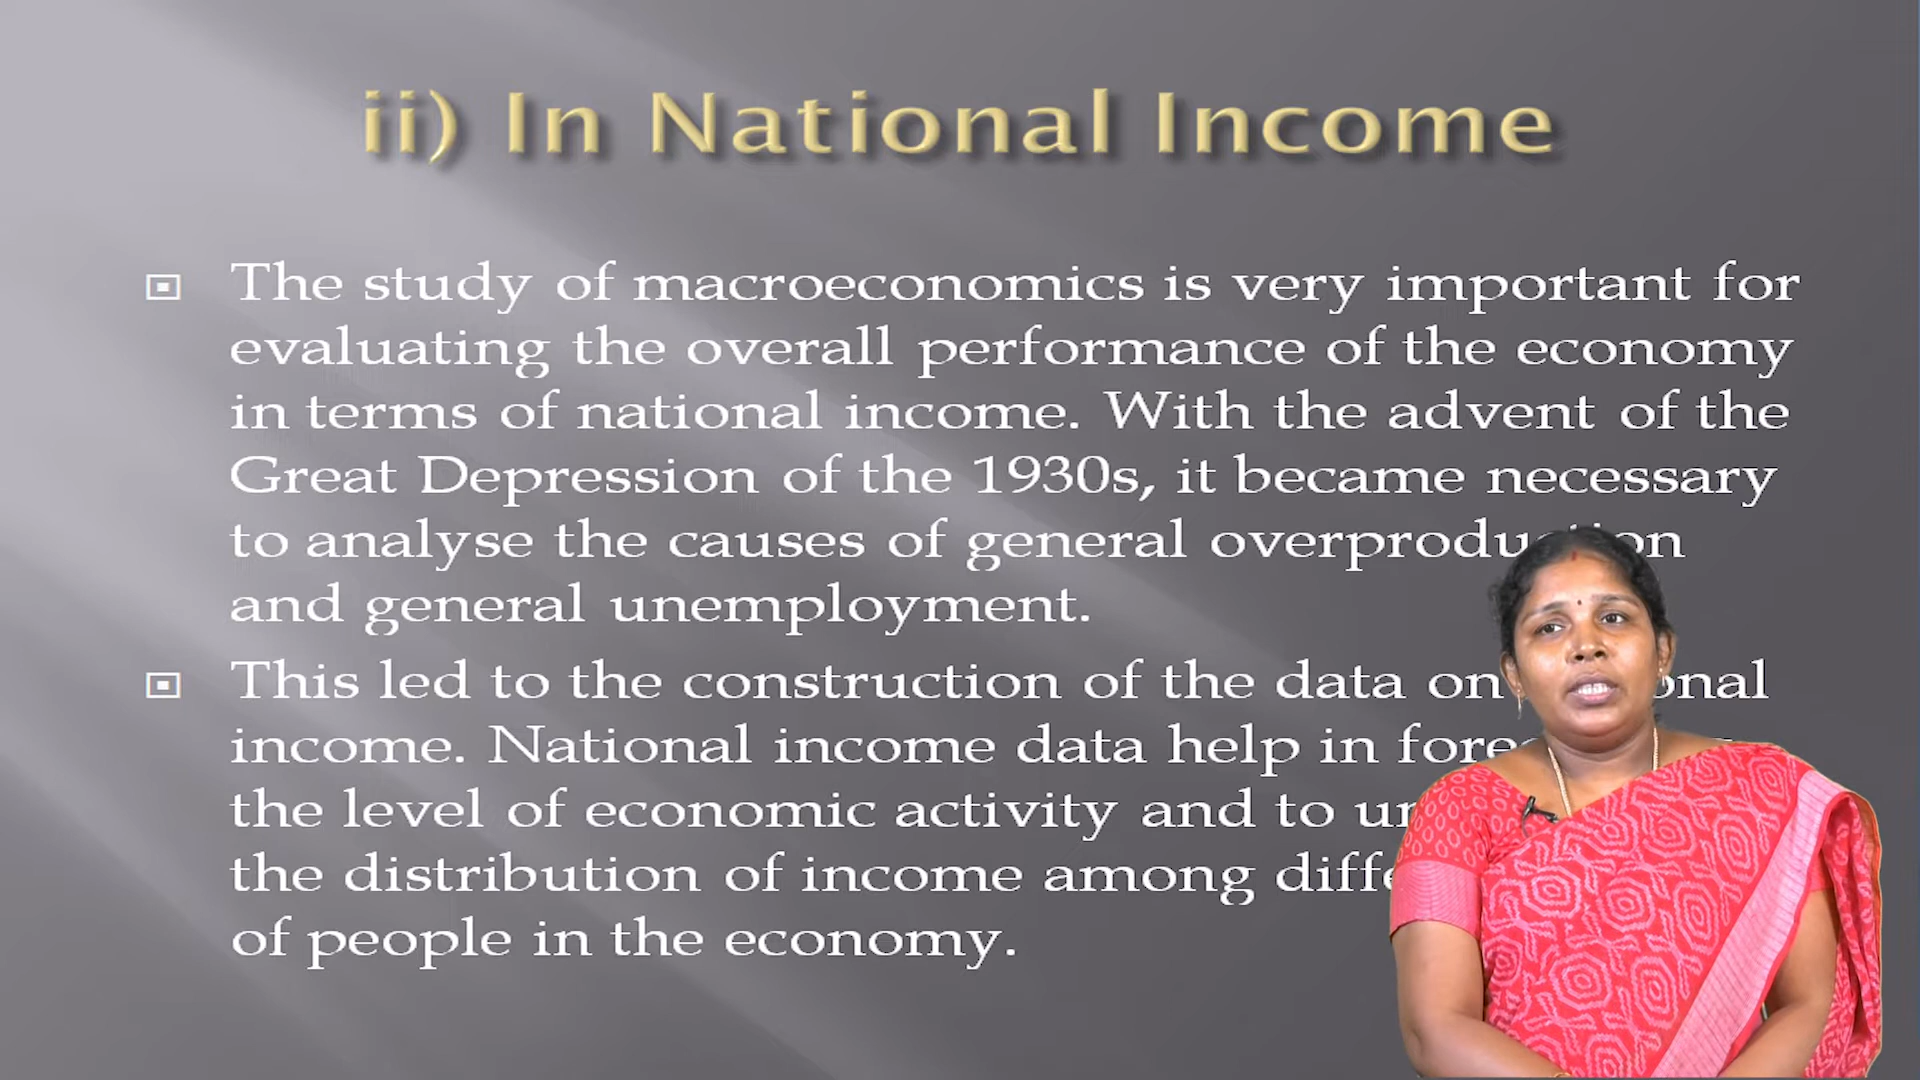 ii) In National Income
The study of macroeconomics is very important for
evaluating the overall performance of the economy
in terms of national income. With the advent of the
Great Depression of the 1930s, it became necessary
to analyse the causes of general overproduction
and general unemployment.
This led to the construction of the data on
income. National income data help in
the level of economic activity and to
the distribution of income among
of people in the economy.